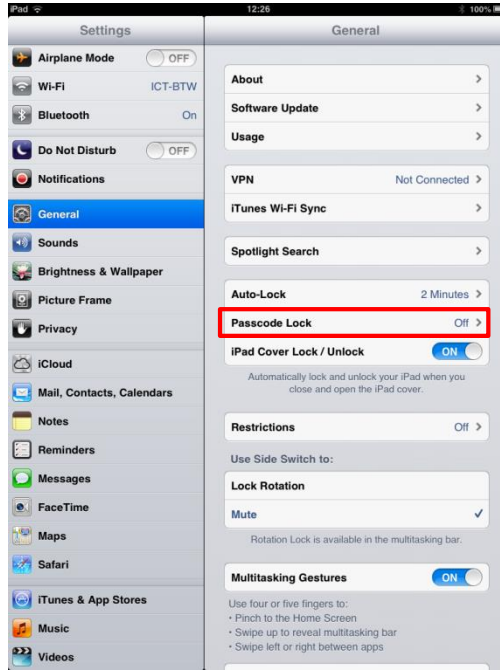 iPad 12:26 100%
Settings
Airplane Mode OFF
Wi-Fi ICT-BTW
Bluetooth On
Do Not Disturb OFF
Notifications
General
Sounds
Brightness & Wallpaper
Picture Frame
Privacy
iCloud
Mail, Contacts, Calendars
Notes
Reminders
Messages
FaceTime
Maps
Safari
iTunes & App Stores
Music
Videos
General
About
Software Update
Usage
VPN Not Connected
iTunes Wi-Fi Sync
Spotlight Search
Auto-Lock 2 Minutes
Passcode Lock Off
iPad Cover Lock / Unlock ON
Automatically lock and unlock your iPad when you
close and open the iPad cover.
Restrictions Off
Use Side Switch to:
Lock Rotation
Mute ✓
Rotation Lock is available in the multitasking bar.
Multitasking Gestures ON
Use four or five fingers to:
• Pinch to the Home Screen
• Swipe up to reveal multitasking bar
• Swipe left or right between apps